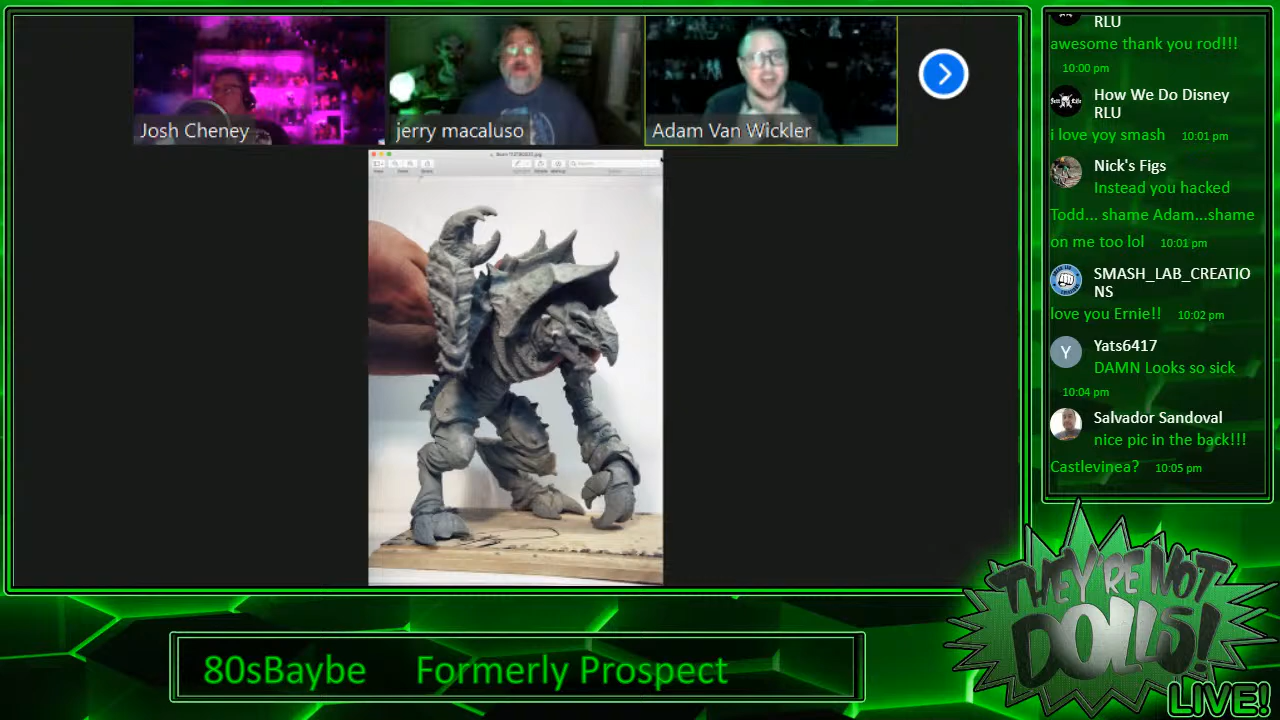 Josh Cheney
jerry macaluso
Adam Van Wickler
RLU
awesome thank you rod!!!
10:00 pm
How We Do Disney
RLU
i love yoy smash 10:01 pm
Nick's Figs
Instead you hacked
Todd... shame Adam...shame
on me too lol 10:01 pm
SMASH_LAB_CREATIO
NS
love you Ernie!! 10:02 pm
Y
Yats6417
DAMN Looks so sick
10:04 pm
Salvador Sandoval
nice pic in the back!!!
Castlevinea? 10:05 pm
THEY'RE NOT
DOLLS!
LIVE!
80sBaybe Formerly Prospect